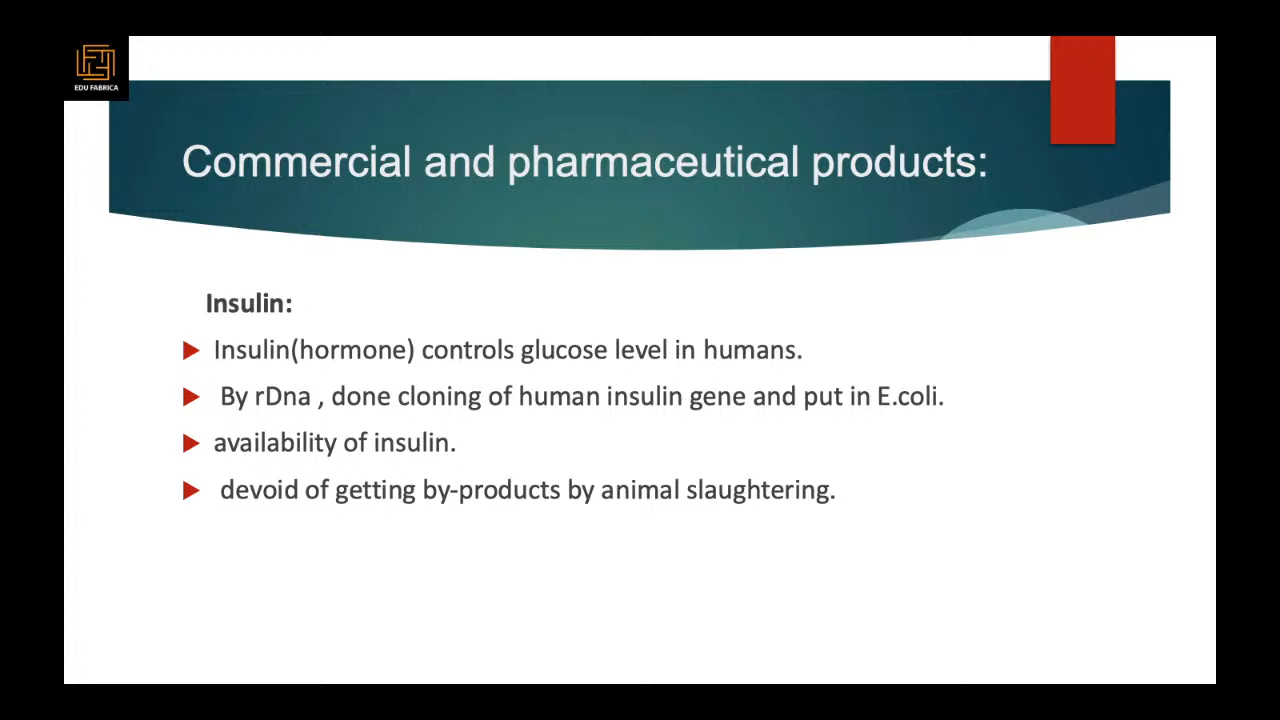 EDU FABRICA
Commercial and pharmaceutical products:
Insulin:
Insulin(hormone) controls glucose level in humans.
By rDna , done cloning of human insulin gene and put in E.coli.
availability of insulin.
devoid of getting by-products by animal slaughtering.